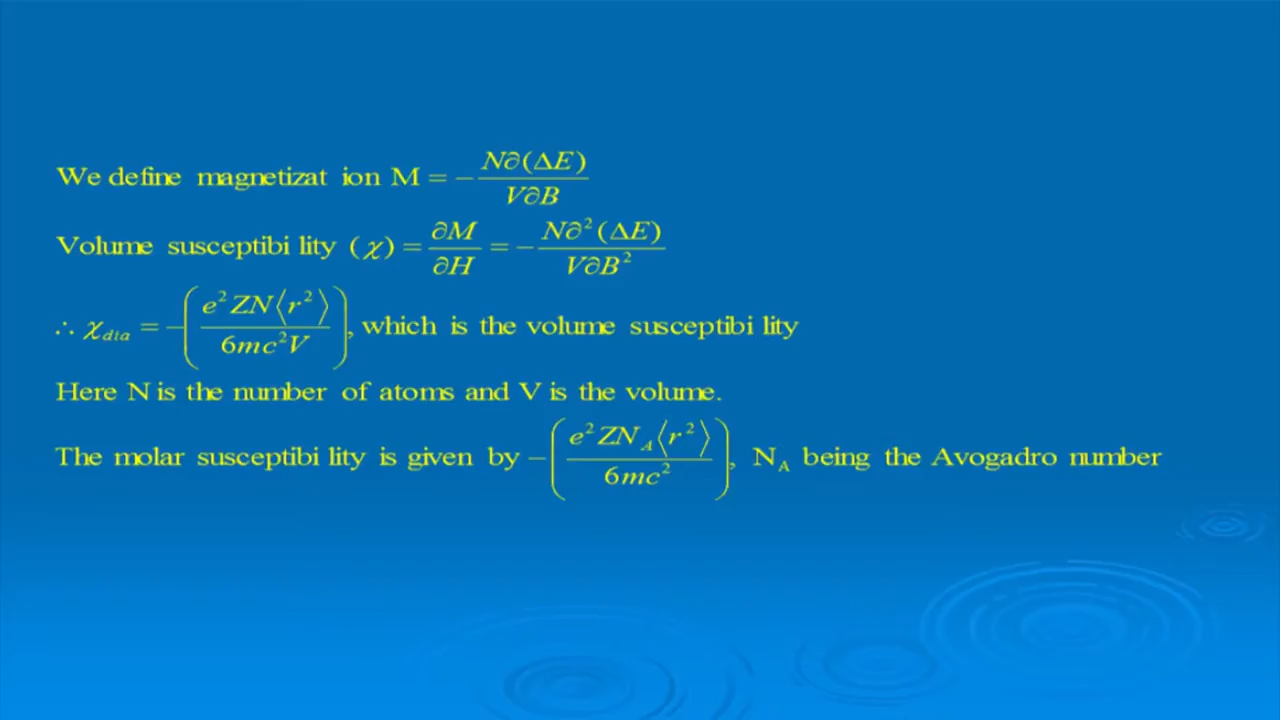 We define magnetizat ion M = −N∂(ΔE)/V∂B
Volume susceptibi lity (χ) = ∂M/∂H = −N∂²(ΔE)/V∂B²
∴ χdia = −(e²ZN⟨r²⟩/6mc²V), which is the volume susceptibi lity
Here N is the number of atoms and V is the volume.
The molar susceptibi lity is given by −(e²ZN_A⟨r²⟩/6mc²), N_A being the Avogadro number